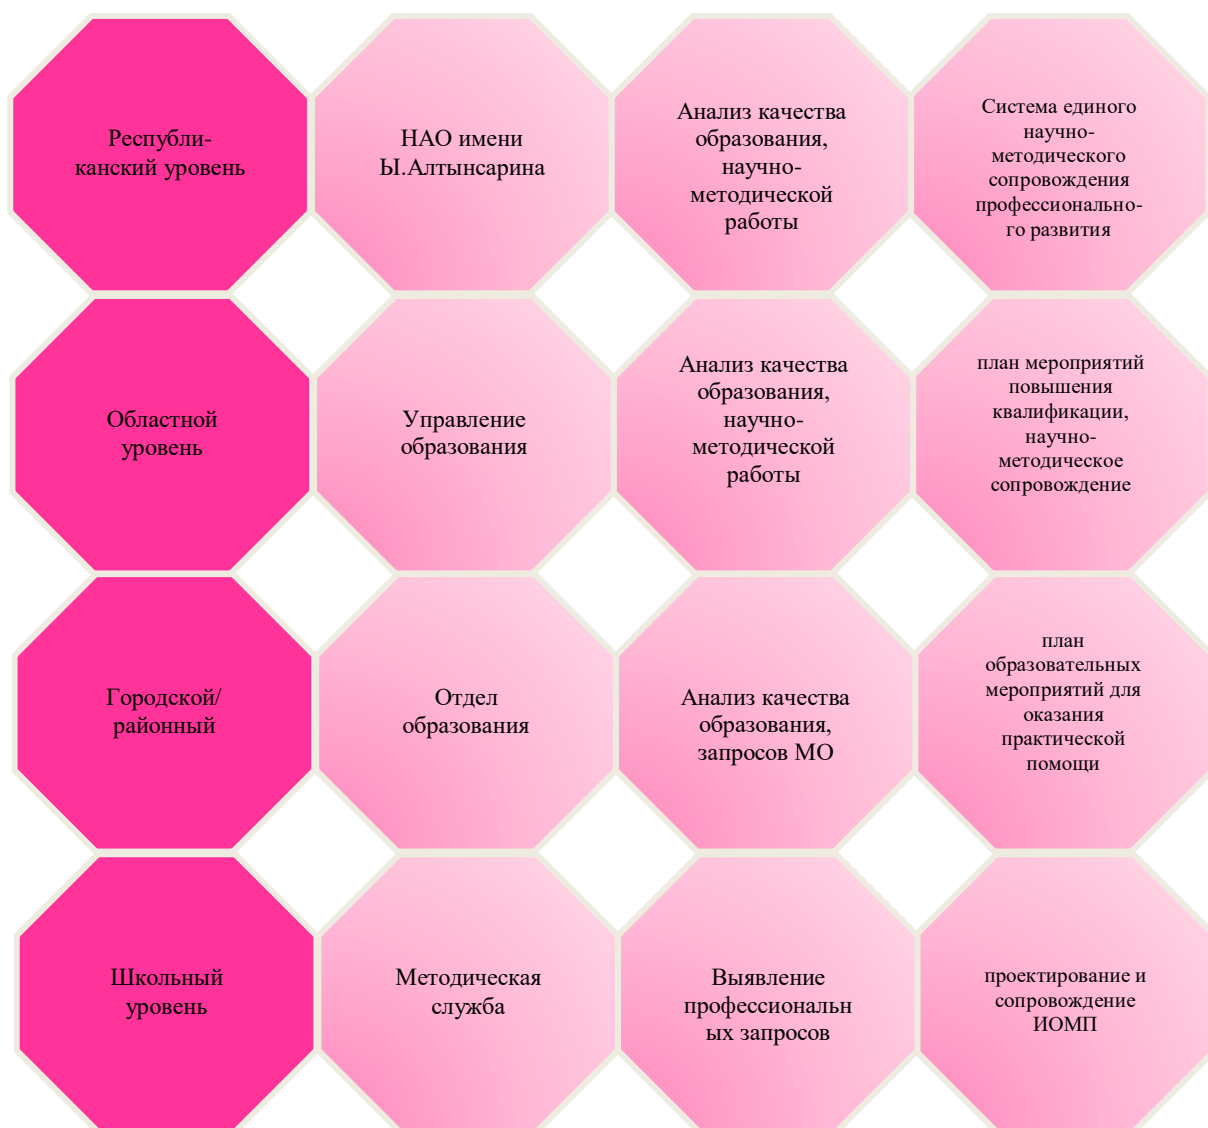 Республи-
канский уровень
НАО имени
Ы.Алтынсарина
Анализ качества
образования,
научно-
методической
работы
Система единого
научно-
методического
сопровождения
профессионально-
го развития
Областной
уровень
Управление
образования
Анализ качества
образования,
научно-
методической
работы
план мероприятий
повышения
квалификации,
научно-
методическое
сопровождение
Городской/
районный
Отдел
образования
Анализ качества
образования,
запросов МО
план
образовательных
мероприятий для
оказания
практической
помощи
Школьный
уровень
Методическая
служба
Выявление
профессиональн
ых запросов
проектирование и
сопровождение
ИОМП